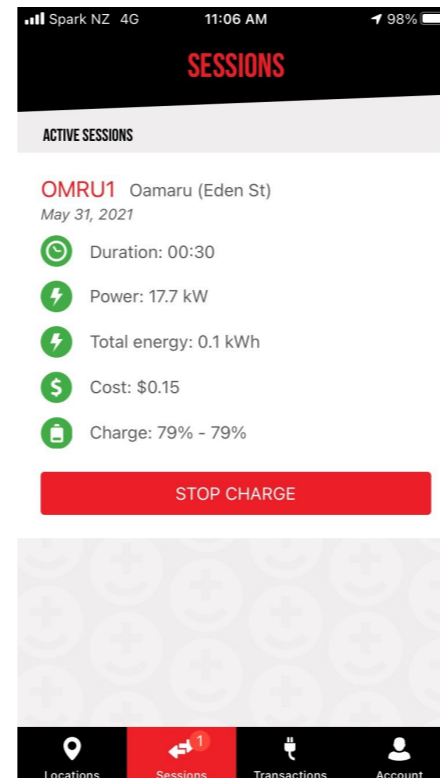 Spark NZ 4G 11:06 AM 98%
SESSIONS
ACTIVE SESSIONS
OMRU1 Oamaru (Eden St)
May 31, 2021
Duration: 00:30
Power: 17.7 kW
Total energy: 0.1 kWh
$ Cost: $0.15
Charge: 79% - 79%
STOP CHARGE
1
Locations Sessions Transactions Account